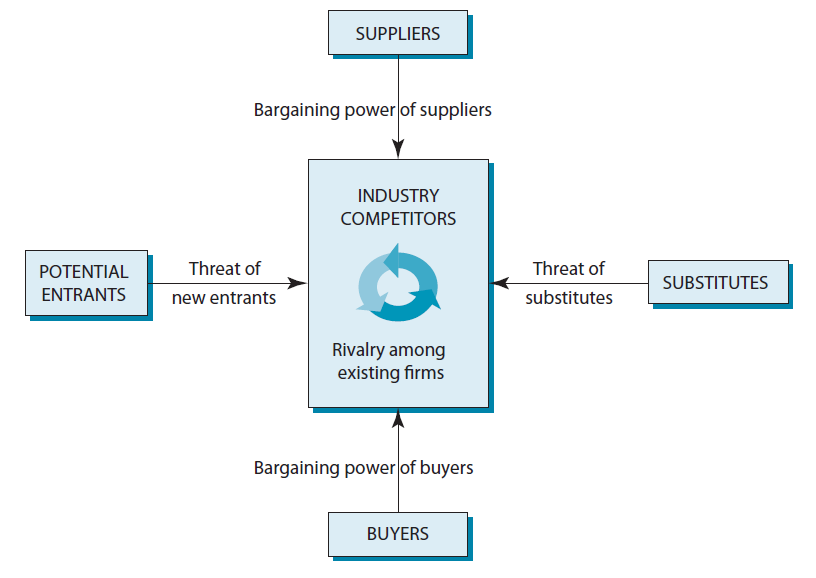 SUPPLIERS
Bargaining power of suppliers
INDUSTRY
COMPETITORS
POTENTIAL
ENTRANTS
Threat of
new entrants
Threat of
substitutes
SUBSTITUTES
Rivalry among
existing firms
Bargaining power of buyers
BUYERS